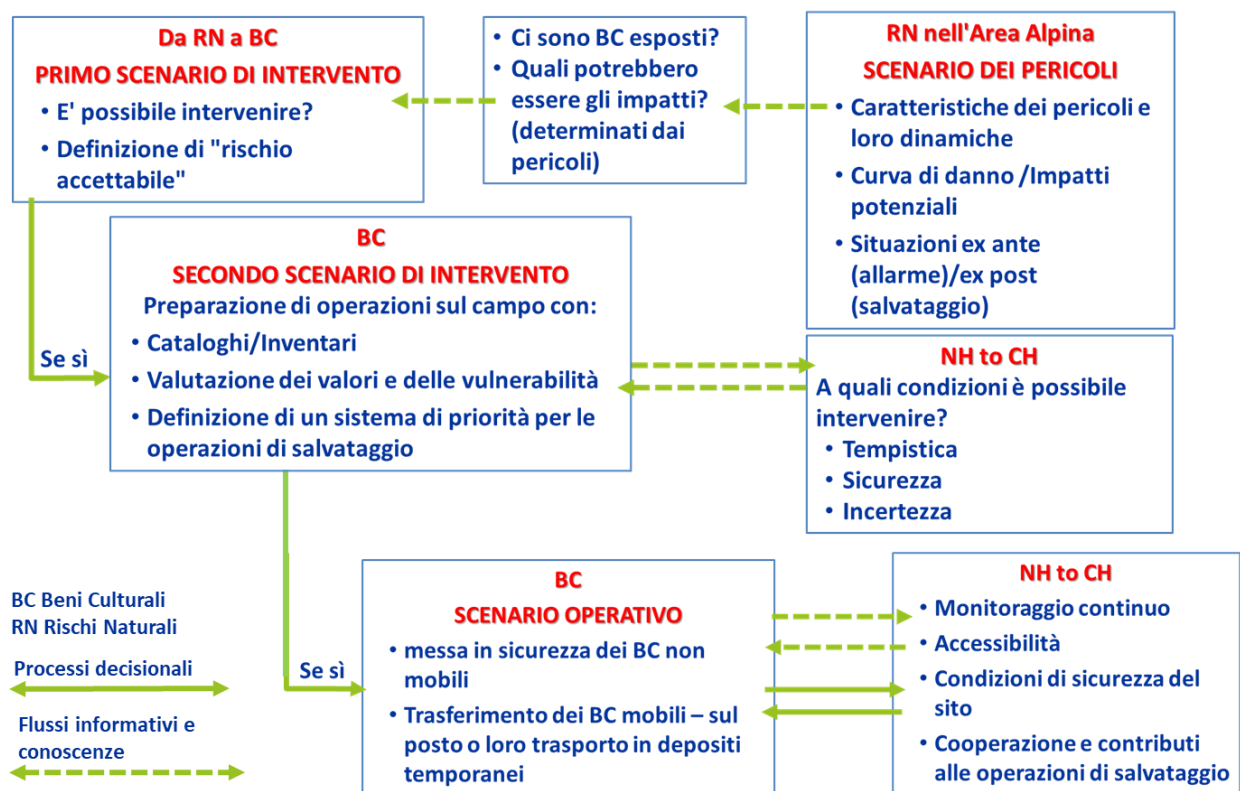 Da RN a BC
PRIMO SCENARIO DI INTERVENTO
• E' possibile intervenire?
• Definizione di "rischio
accettabile"
• Ci sono BC esposti?
• Quali potrebbero
essere gli impatti?
(determinati dai
pericoli)
RN nell'Area Alpina
SCENARIO DEI PERICOLI
• Caratteristiche dei pericoli e
loro dinamiche
• Curva di danno /Impatti
potenziali
• Situazioni ex ante
(allarme)/ex post
(salvataggio)
Se sì
BC
SECONDO SCENARIO DI INTERVENTO
Preparazione di operazioni sul campo con:
• Cataloghi/Inventari
• Valutazione dei valori e delle vulnerabilità
• Definizione di un sistema di priorità per le
operazioni di salvataggio
NH to CH
A quali condizioni è possibile
intervenire?
• Tempistica
• Sicurezza
• Incertezza
BC Beni Culturali
RN Rischi Naturali
Processi decisionali
Flussi informativi e
conoscenze
Se sì
BC
SCENARIO OPERATIVO
• messa in sicurezza dei BC non
mobili
• Trasferimento dei BC mobili – sul
posto o loro trasporto in depositi
temporanei
NH to CH
• Monitoraggio continuo
• Accessibilità
• Condizioni di sicurezza del
sito
• Cooperazione e contributi
alle operazioni di salvataggio